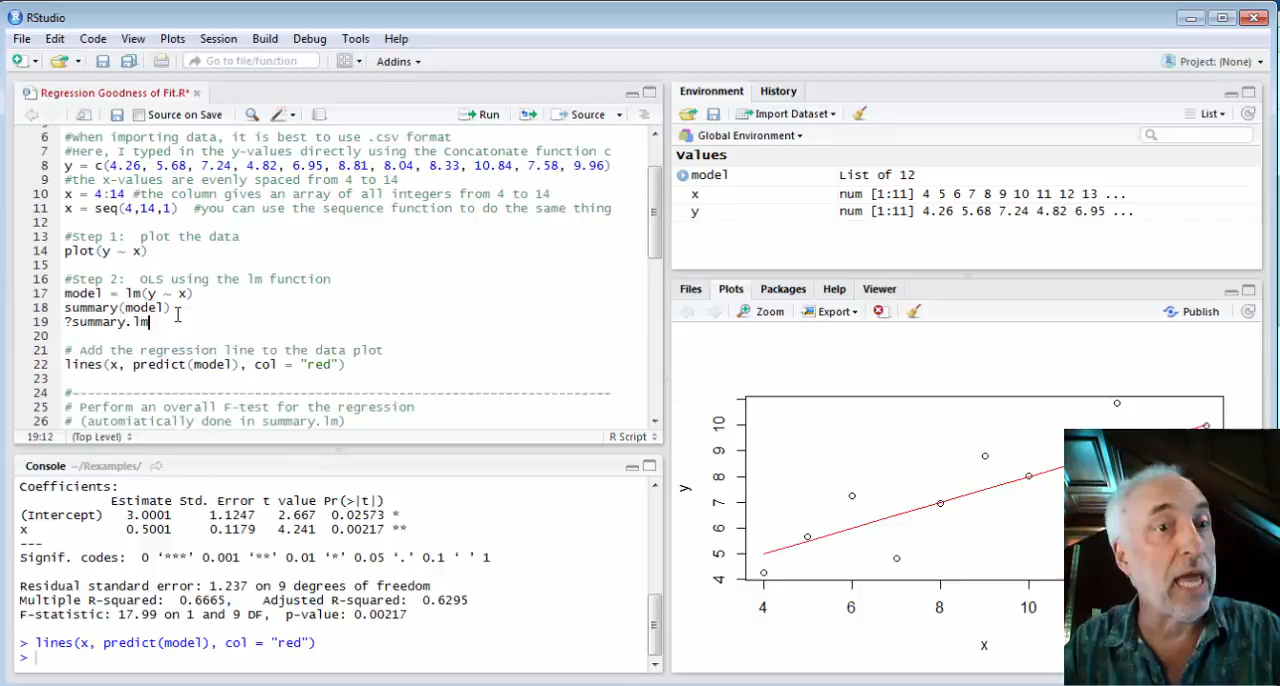 RStudio
File Edit Code View Plots Session Build Debug Tools Help
Go to file/function Addins Project: (None)
Regression Goodness of Fit.R*
Source on Save Run Source
6 #When importing data, it is best to use .csv format
7 #Here, I typed in the y-values directly using the Concatonate function c
8 y = c(4.26, 5.68, 7.24, 4.82, 6.95, 8.81, 8.04, 8.33, 10.84, 7.58, 9.96)
9 #the x-values are evenly spaced from 4 to 14
10 x = 4:14 #the column gives an array of all integers from 4 to 14
11 x = seq(4,14,1) #you can use the sequence function to do the same thing
12
13 #Step 1: plot the data
14 plot(y ~ x)
15
16 #Step 2: OLS using the lm function
17 model = lm(y ~ x)
18 summary(model)
19 ?summary.lm
20
21 # Add the regression line to the data plot
22 lines(x, predict(model), col = "red")
23
24 #---------------------------------------------------------------------------
25 # Perform an overall F-test for the regression
26 # (automiatically done in summary.lm)
19:12 (Top Level) R Script
Console ~/Rexamples/
Coefficients:
Estimate Std. Error t value Pr(>|t|)
(Intercept) 3.0001 1.1247 2.667 0.02573 *
x 0.5001 0.1179 4.241 0.00217 **
---
Signif. codes: 0 ‘***’ 0.001 ‘**’ 0.01 ‘*’ 0.05 ‘.’ 0.1 ‘ ’ 1
Residual standard error: 1.237 on 9 degrees of freedom
Multiple R-squared: 0.6665, Adjusted R-squared: 0.6295
F-statistic: 17.99 on 1 and 9 DF, p-value: 0.00217
> lines(x, predict(model), col = "red")
>
Environment History
Import Dataset List
Global Environment
Values
model List of 12
x num [1:11] 4 5 6 7 8 9 10 11 12 13 ...
y num [1:11] 4.26 5.68 7.24 4.82 6.95 ...
Files Plots Packages Help Viewer
Zoom Export Publish
y
10
9
8
7
6
5
4
4 6 8 10
x